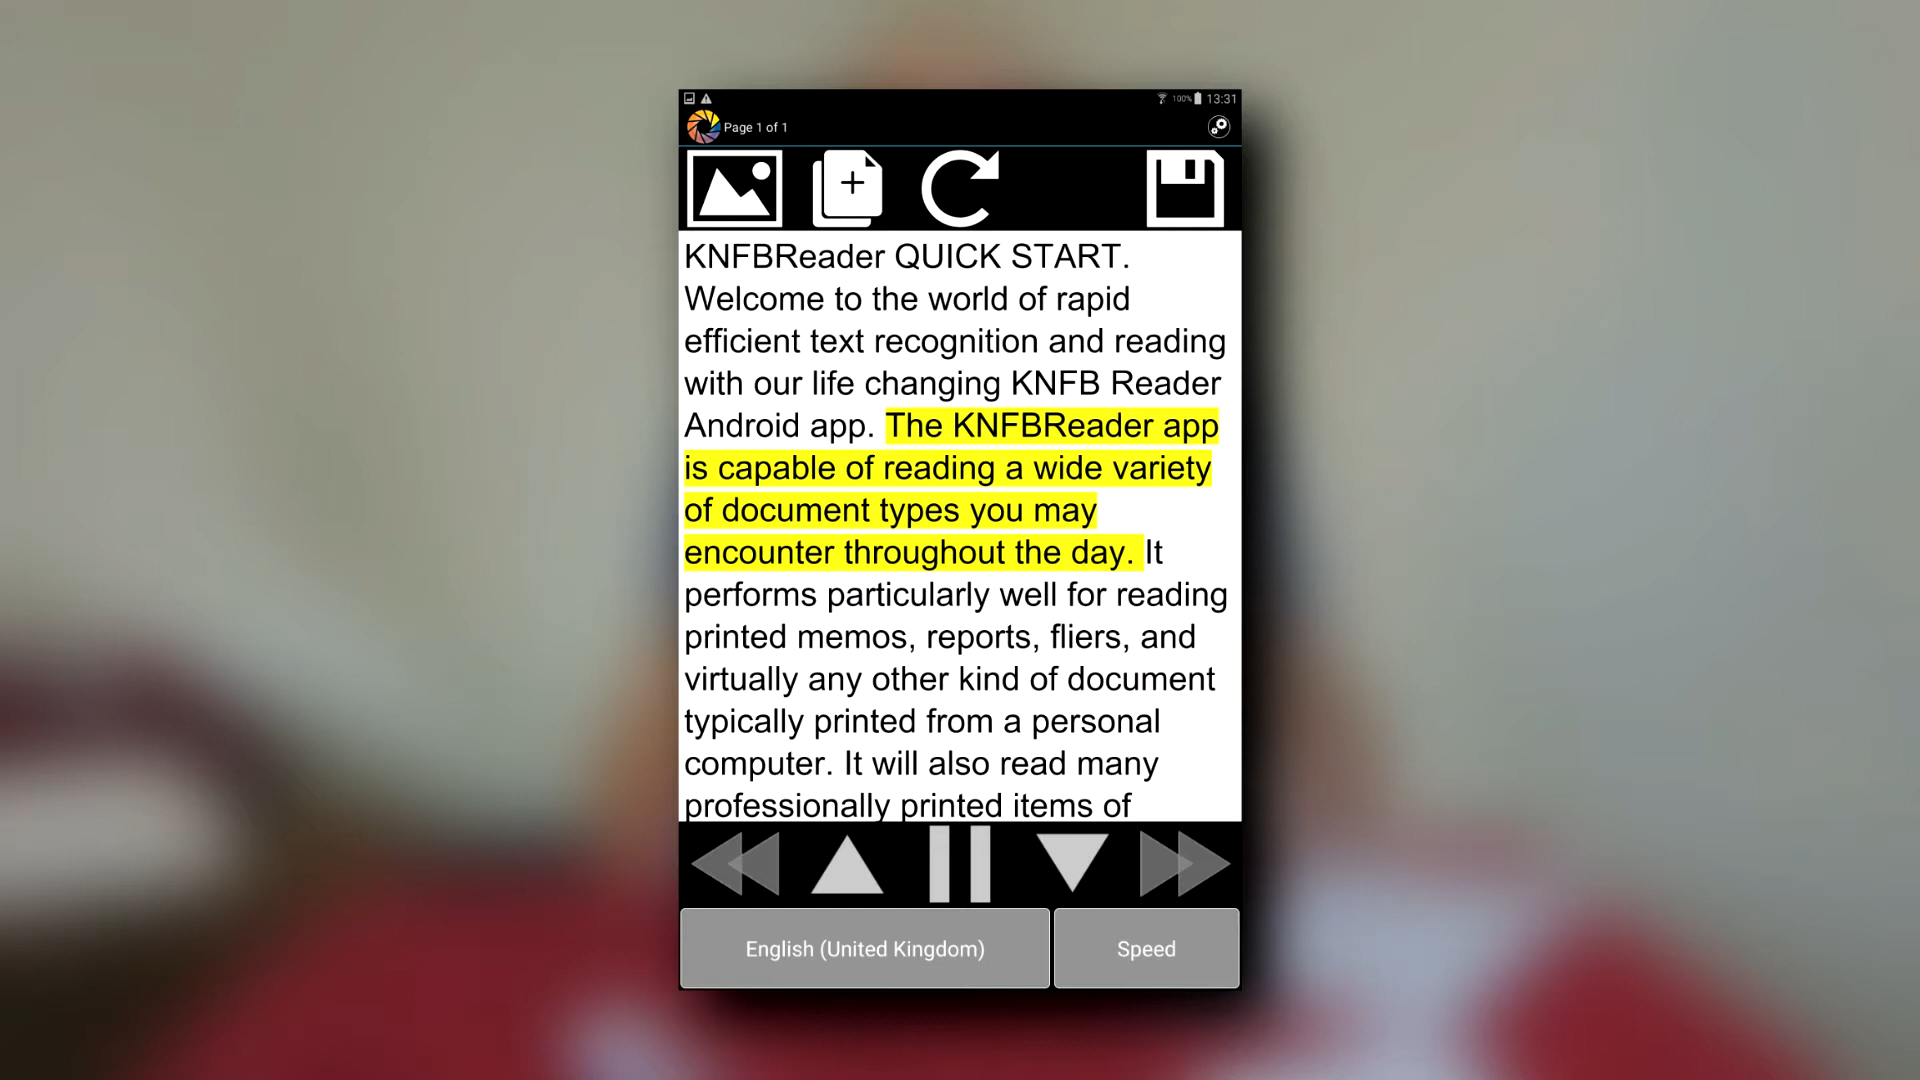 100% 13:31
Page 1 of 1
KNFBReader QUICK START.
Welcome to the world of rapid
efficient text recognition and reading
with our life changing KNFB Reader
Android app. The KNFBReader app
is capable of reading a wide variety
of document types you may
encounter throughout the day. It
performs particularly well for reading
printed memos, reports, fliers, and
virtually any other kind of document
typically printed from a personal
computer. It will also read many
professionally printed items of
English (United Kingdom) Speed